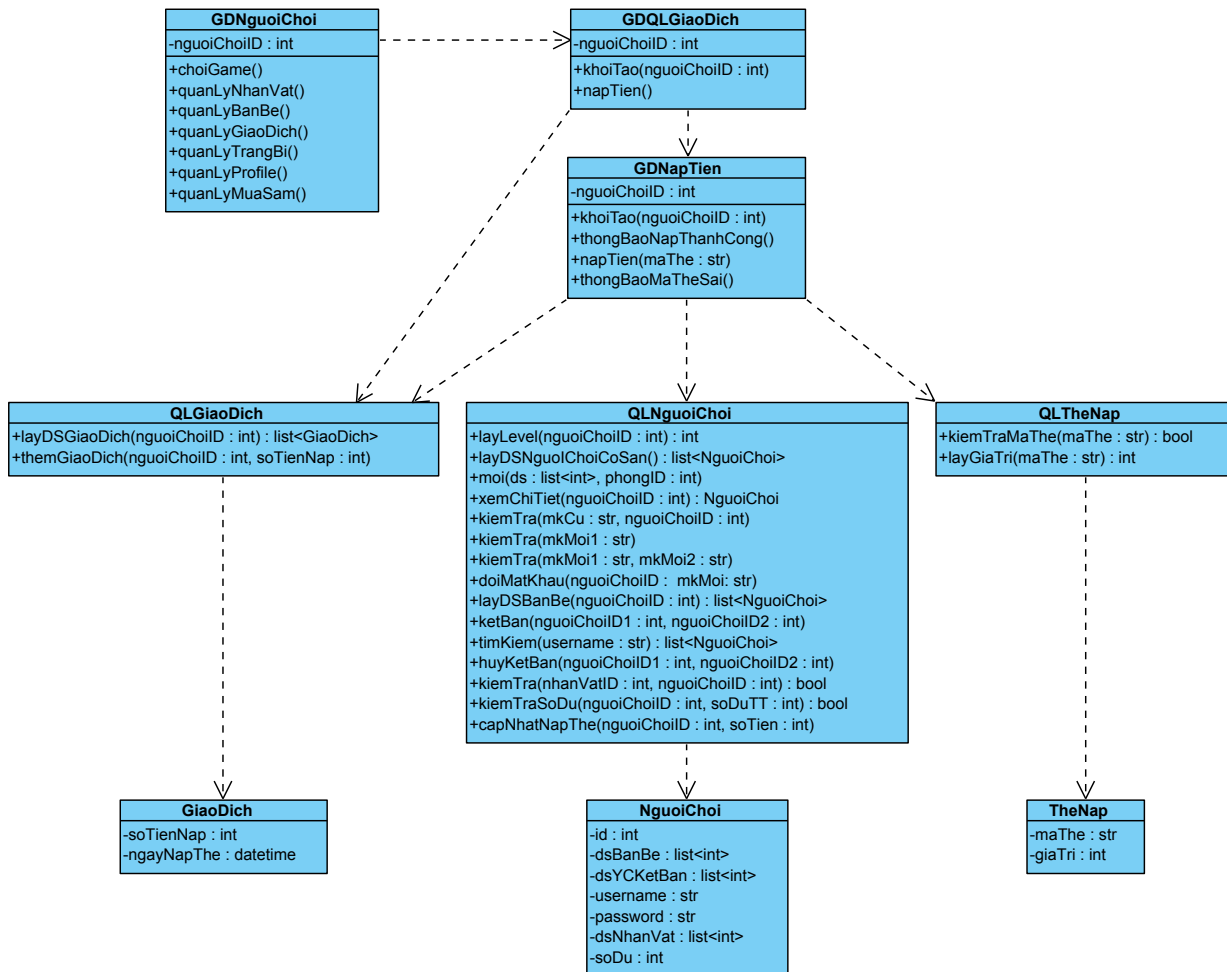 GDNguoiChoi
-nguoiChoiID : int
+choiGame()
+quanLyNhanVat()
+quanLyBanBe()
+quanLyGiaoDich()
+quanLyTrangBi()
+quanLyProfile()
+quanLyMuaSam()
GDQLGiaoDich
-nguoiChoiID : int
+khoiTao(nguoiChoiID : int)
+napTien()
GDNapTien
-nguoiChoiID : int
+khoiTao(nguoiChoiID : int)
+thongBaoNapThanhCong()
+napTien(maThe : str)
+thongBaoMaTheSai()
QLGiaoDich
+layDSGiaoDich(nguoiChoiID : int) : list<GiaoDich>
+themGiaoDich(nguoiChoiID : int, soTienNap : int)
QLNguoiChoi
+layLevel(nguoiChoiID : int) : int
+layDSNguoIChoiCoSan() : list<NguoiChoi>
+moi(ds : list<int>, phongID : int)
+xemChiTiet(nguoiChoiID : int) : NguoiChoi
+kiemTra(mkCu : str, nguoiChoiID : int)
+kiemTra(mkMoi1 : str)
+kiemTra(mkMoi1 : str, mkMoi2 : str)
+doiMatKhau(nguoiChoiID :  mkMoi: str)
+layDSBanBe(nguoiChoiID : int) : list<NguoiChoi>
+ketBan(nguoiChoiID1 : int, nguoiChoiID2 : int)
+timKiem(username : str) : list<NguoiChoi>
+huyKetBan(nguoiChoiID1 : int, nguoiChoiID2 : int)
+kiemTra(nhanVatID : int, nguoiChoiID : int) : bool
+kiemTraSoDu(nguoiChoiID : int, soDuTT : int) : bool
+capNhatNapThe(nguoiChoiID : int, soTien : int)
QLTheNap
+kiemTraMaThe(maThe : str) : bool
+layGiaTri(maThe : str) : int
GiaoDich
-soTienNap : int
-ngayNapThe : datetime
NguoiChoi
-id : int
-dsBanBe : list<int>
-dsYCKetBan : list<int>
-username : str
-password : str
-dsNhanVat : list<int>
-soDu : int
TheNap
-maThe : str
-giaTri : int